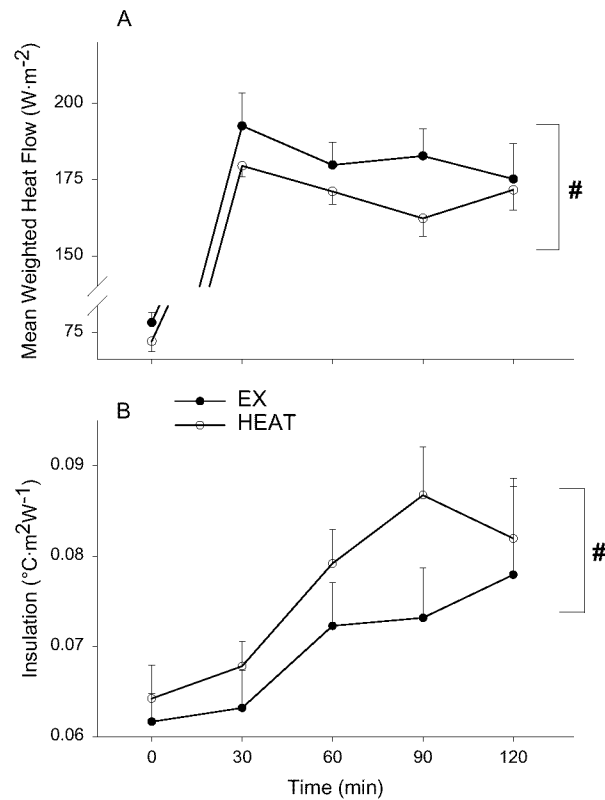 A
Mean Weighted Heat Flow (W·m-2)
200
175
150
75
#
B
EX
HEAT
Insulation (°C·m2W-1)
0.09
0.08
0.07
0.06
#
0 30 60 90 120
Time (min)